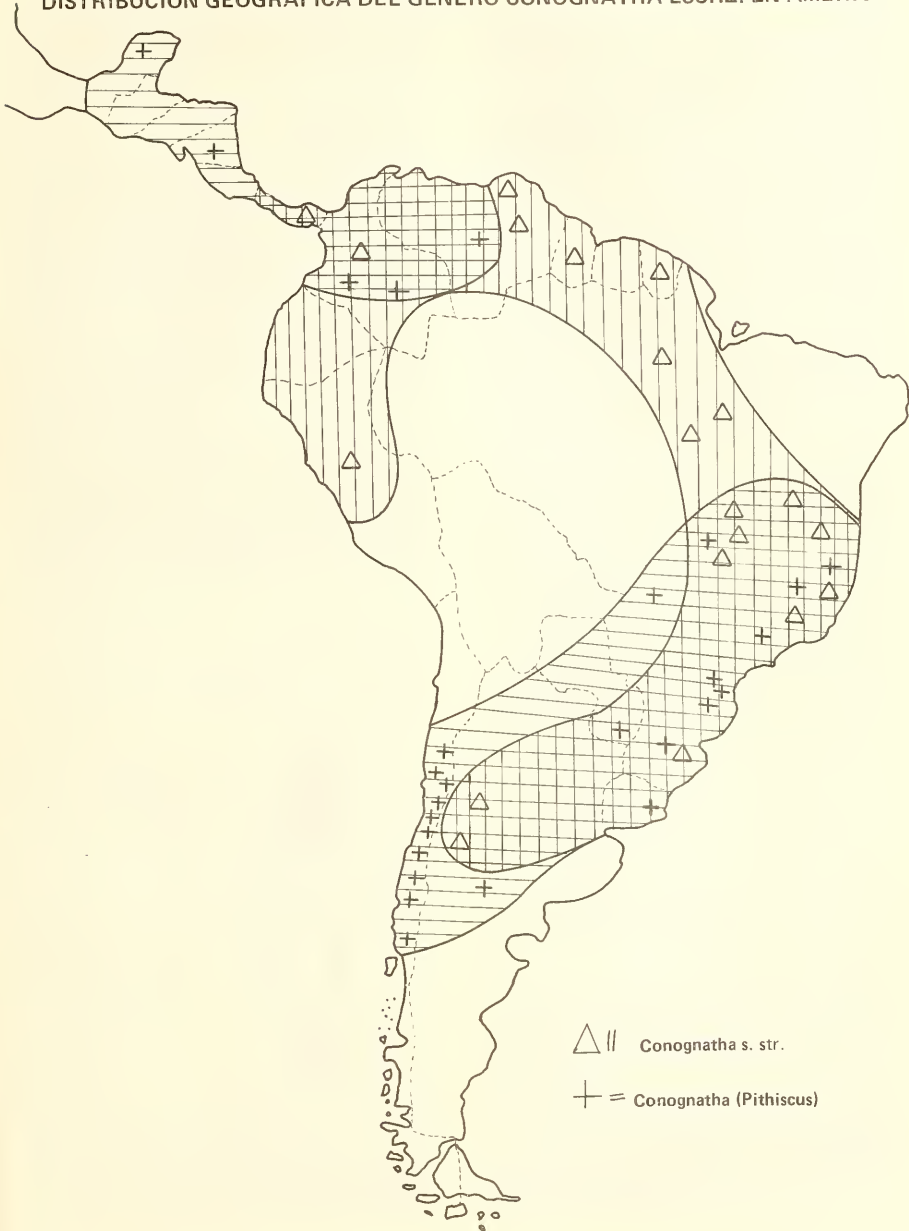 DISTRIBUCION GEOGRAFICA DEL GENERO CONOGNATHA ESCHZ. EN AMERICA
Conognatha s. str.
Conognatha (Pithiscus)